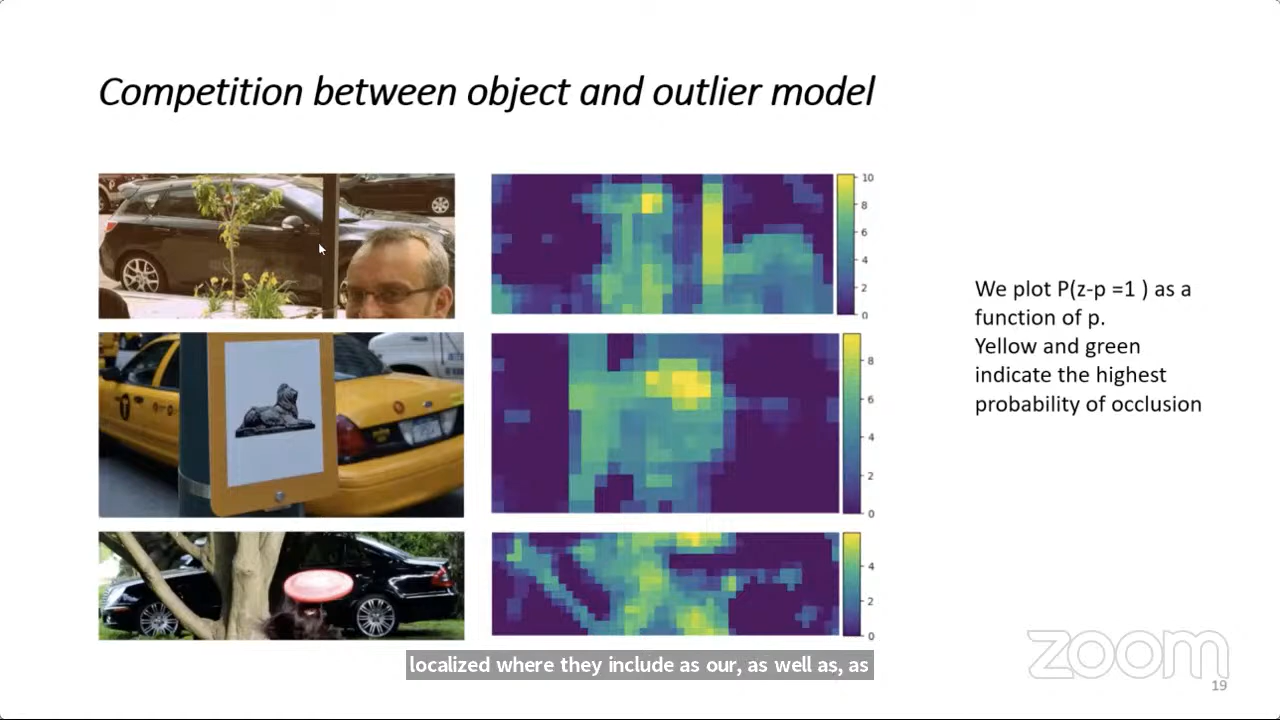 Competition between object and outlier model
10
8
6
4
2
0
We plot P(z-p =1 ) as a
function of p.
Yellow and green
indicate the highest
probability of occlusion
8
6
4
2
0
4
2
0
localized where they include as our, as well as, as
zoom
19